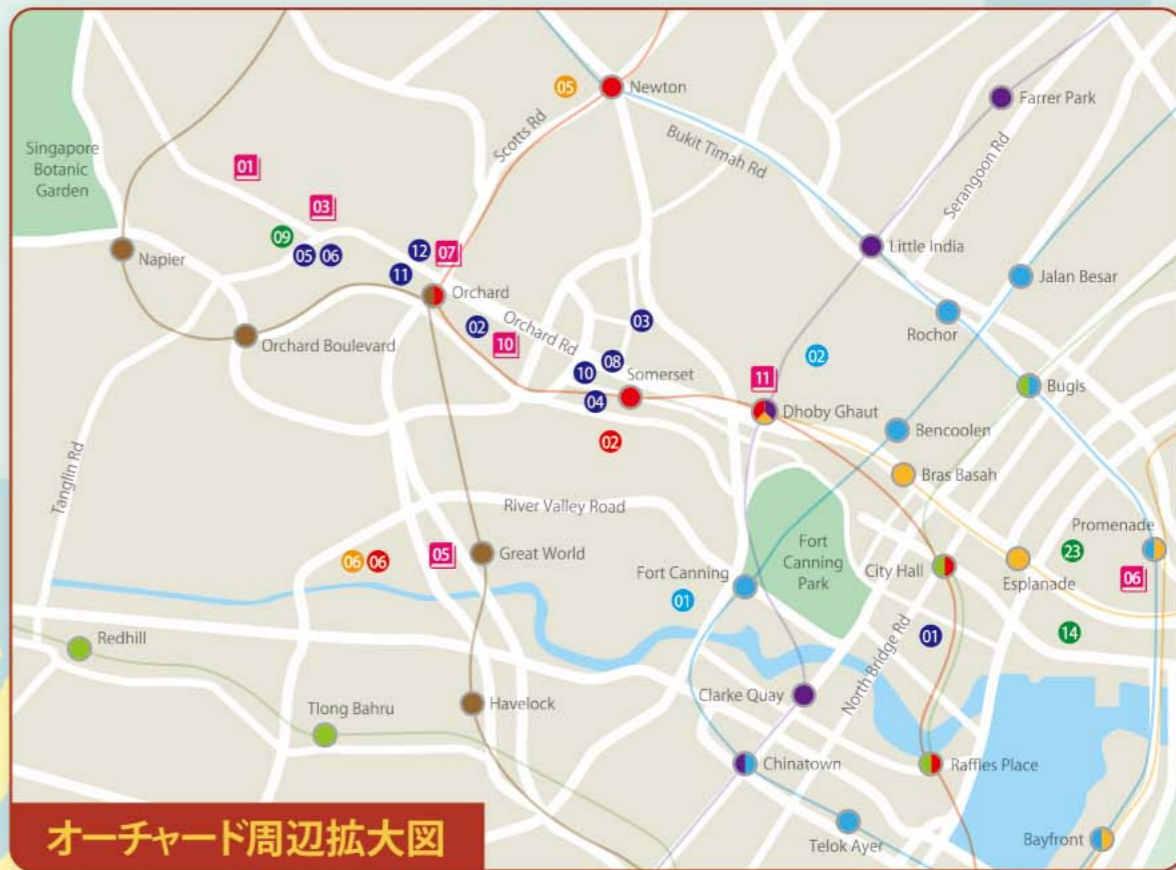 Newton
05
Farrer Park
Scotts Rd
Bukit Timah Rd
Serangoon Rd
Singapore
Botanic
Garden
01
03
09
05
06
12
07
11
Napier
Orchard
Little India
Jalan Besar
Rochor
Orchard Boulevard
02
10
Orchard Rd
03
10
08
Somerset
04
02
11
Dhoby Ghaut
02
Bugis
Bencoolen
Bras Basah
Tanglin Rd
River Valley Road
06
06
05
Great World
Fort Canning
01
Fort
Canning
Park
City Hall
Promenade
23
06
Esplanade
14
01
North Bridge Rd
Redhill
Tlong Bahru
Havelock
Clarke Quay
Chinatown
Raffles Place
Telok Ayer
Bayfront
オーチャード周辺拡大図